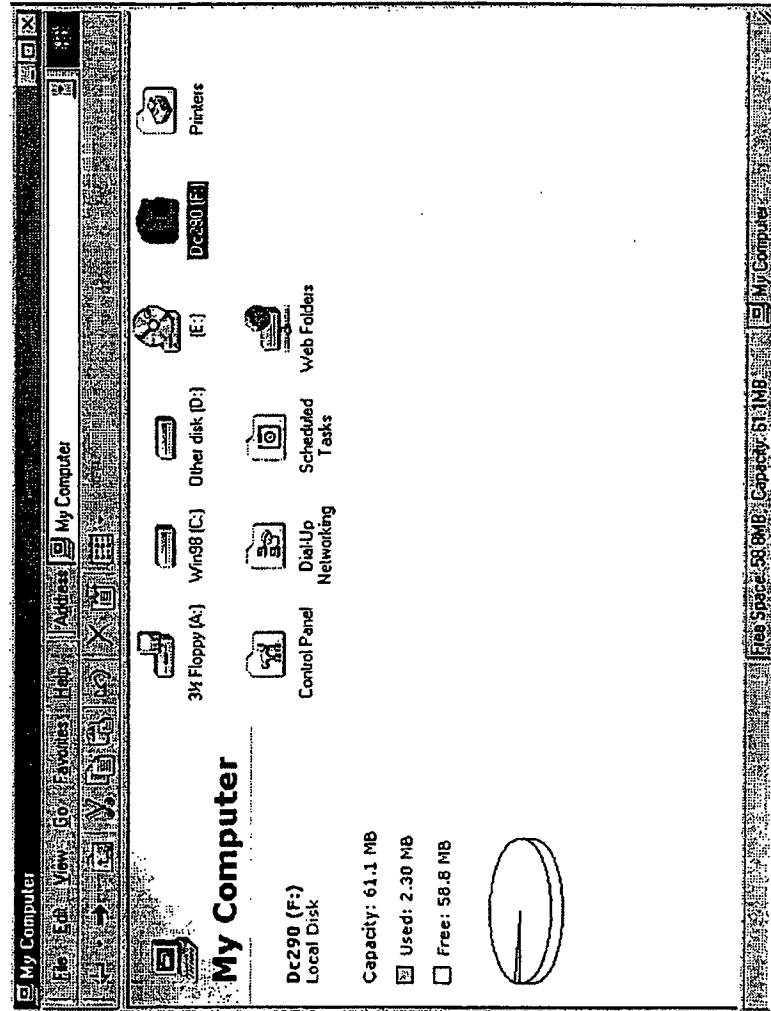 My Computer
File Edit View Go Favorites Help Address My Computer
My Computer
Dc290 (F:)
Local Disk
Capacity: 61.1 MB
Used: 2.30 MB
Free: 58.8 MB
3½ Floppy (A:) Win98 (C:) Other disk (D:) (E:) Dc290 (F:) Printers
Control Panel Dial-Up Scheduled Web Folders
Networking Tasks
Free Space: 58.8MB Capacity: 61.1MB My Computer